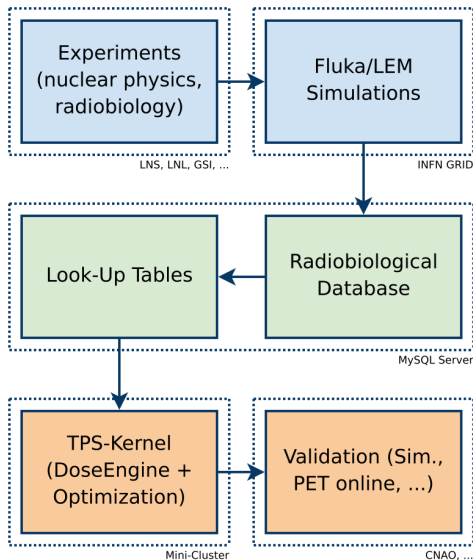 Experiments
(nuclear physics,
radiobiology)
LNS, LNL, GSI, ...
Fluka/LEM
Simulations
INFN GRID
Look-Up Tables
Radiobiological
Database
MySQL Server
TPS-Kernel
(DoseEngine +
Optimization)
Mini-Cluster
Validation (Sim.,
PET online, ...)
CNAO, ...